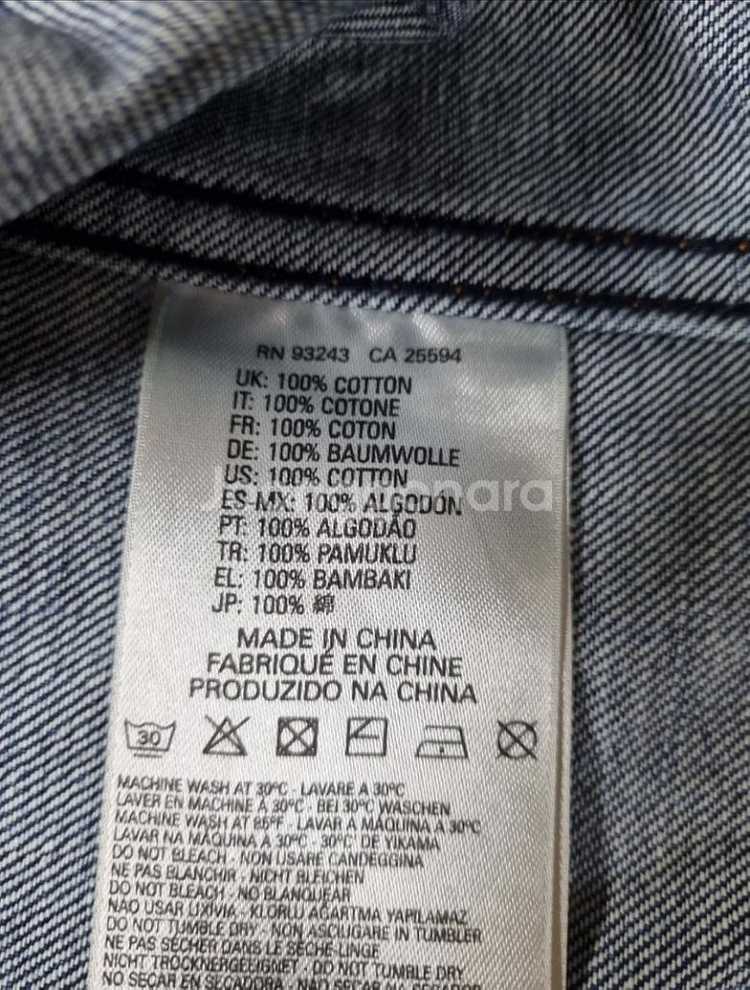 RN 93243 CA 25594
UK: 100% COTTON
IT: 100% COTONE
FR: 100% COTON
DE: 100% BAUMWOLLE
US: 100% COTTON
ES-MX: 100% ALGODÓN
PT: 100% ALGODÃO
TR: 100% PAMUKLU
EL: 100% BAMBAKI
JP: 100% 綿
MADE IN CHINA
FABRIQUÉ EN CHINE
PRODUZIDO NA CHINA
30
MACHINE WASH AT 30°C - LAVARE A 30°C
LAVER EN MACHINE À 30°C - BEI 30°C WASCHEN
MACHINE WASH AT 85°F - LAVAR A MÁQUINA A 30°C
LAVAR NA MÁQUINA A 30°C - 30°C DE YIKAMA
DO NOT BLEACH - NON USARE CANDEGGINA
NE PAS BLANCHIR - NICHT BLEICHEN
DO NOT BLEACH - NO BLANQUEAR
NÃO USAR LIXIVIA - KLORLU AGARTMA YAPILAMAZ
DO NOT TUMBLE DRY - NON ASCIUGARE IN TUMBLER
NE PAS SÉCHER DANS LE SÈCHE-LINGE
NICHT TROCKNERGEEIGNET - DO NOT TUMBLE DRY
NO SECAR EN SECADORA - NÃO SECAR NA